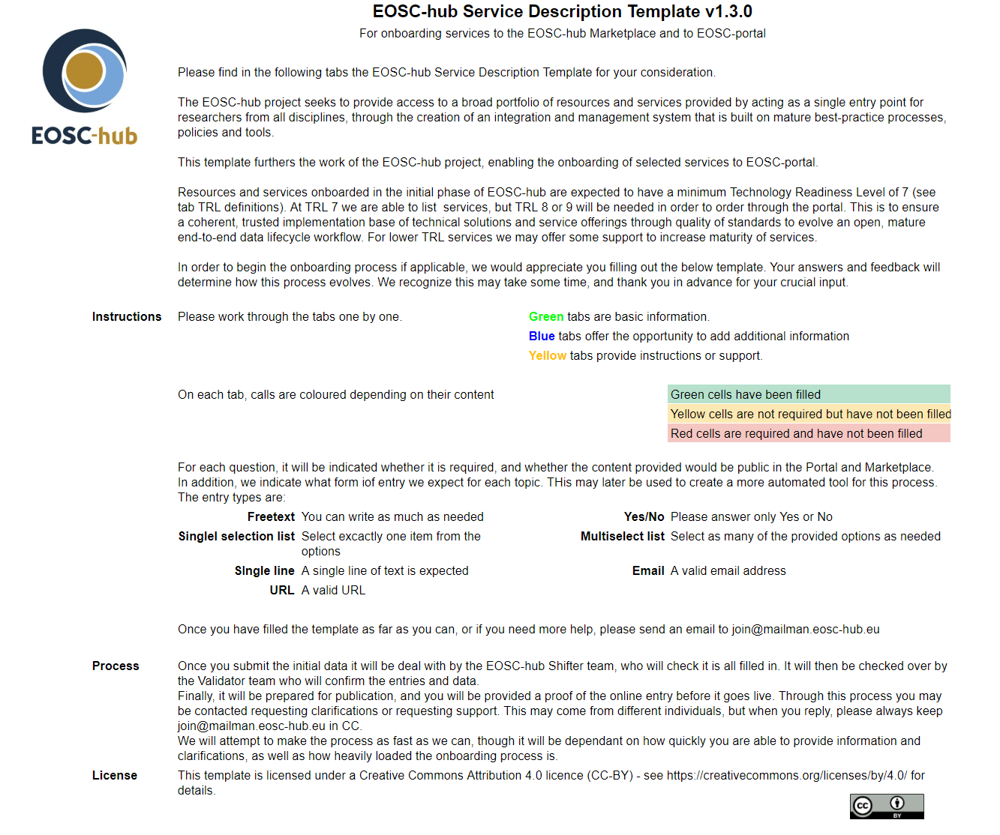 EOSC-hub Service Description Template v1.3.0
For onboarding services to the EOSC-hub Marketplace and to EOSC-portal
EOSC-hub
Please find in the following tabs the EOSC-hub Service Description Template for your consideration.
The EOSC-hub project seeks to provide access to a broad portfolio of resources and services provided by acting as a single entry point for
researchers from all disciplines, through the creation of an integration and management system that is built on mature best-practice processes,
policies and tools.
This template furthers the work of the EOSC-hub project, enabling the onboarding of selected services to EOSC-portal.
Resources and services onboarded in the initial phase of EOSC-hub are expected to have a minimum Technology Readiness Level of 7 (see
tab TRL definitions). At TRL 7 we are able to list  services, but TRL 8 or 9 will be needed in order to order through the portal. This is to ensure
a coherent, trusted implementation base of technical solutions and service offerings through quality of standards to evolve an open, mature
end-to-end data lifecycle workflow. For lower TRL services we may offer some support to increase maturity of services.
In order to begin the onboarding process if applicable, we would appreciate you filling out the below template. Your answers and feedback will
determine how this process evolves. We recognize this may take some time, and thank you in advance for your crucial input.
Instructions Please work through the tabs one by one. Green tabs are basic information.
Blue tabs offer the opportunity to add additional information
Yellow tabs provide instructions or support.
On each tab, calls are coloured depending on their content Green cells have been filled
Yellow cells are not required but have not been filled
Red cells are required and have not been filled
For each question, it will be indicated whether it is required, and whether the content provided would be public in the Portal and Marketplace.
In addition, we indicate what form iof entry we expect for each topic. THis may later be used to create a more automated tool for this process.
The entry types are:
Freetext You can write as much as needed Yes/No Please answer only Yes or No
Singlel selection list Select excactly one item from the Multiselect list Select as many of the provided options as needed
options
SIngle line A single line of text is expected Email A valid email address
URL A valid URL
Once you have filled the template as far as you can, or if you need more help, please send an email to join@mailman.eosc-hub.eu
Process Once you submit the initial data it will be deal with by the EOSC-hub Shifter team, who will check it is all filled in. It will then be checked over by
the Validator team who will confirm the entries and data.
Finally, it will be prepared for publication, and you will be provided a proof of the online entry before it goes live. Through this process you may
be contacted requesting clarifications or requesting support. This may come from different individuals, but when you reply, please always keep
join@mailman.eosc-hub.eu in CC.
We will attempt to make the process as fast as we can, though it will be dependant on how quickly you are able to provide information and
clarifications, as well as how heavily loaded the onboarding process is.
License This template is licensed under a Creative Commons Attribution 4.0 licence (CC-BY) - see https://creativecommons.org/licenses/by/4.0/ for
details.
cc
BY